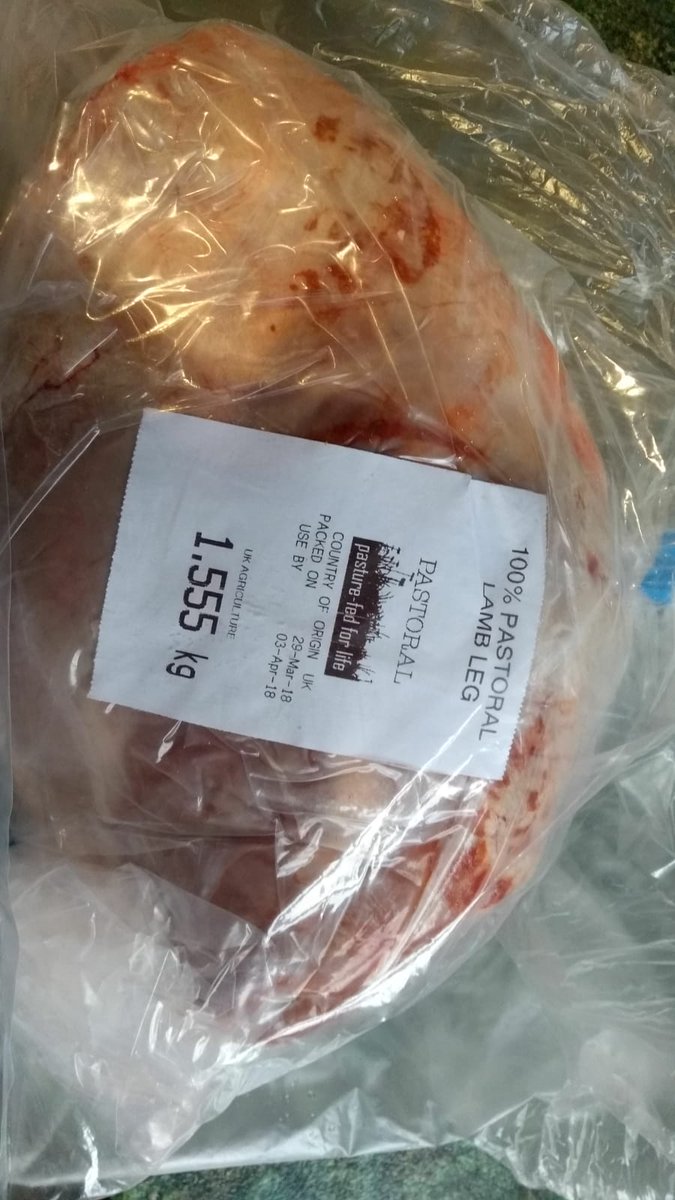 100% PASTORAL
LAMB LEG
PASTORAL
pasture-fed for life
COUNTRY OF ORIGIN UK
PACKED ON 29-Mar-18
USE BY 03-Apr-18
UK AGRICULTURE
1.555 kg